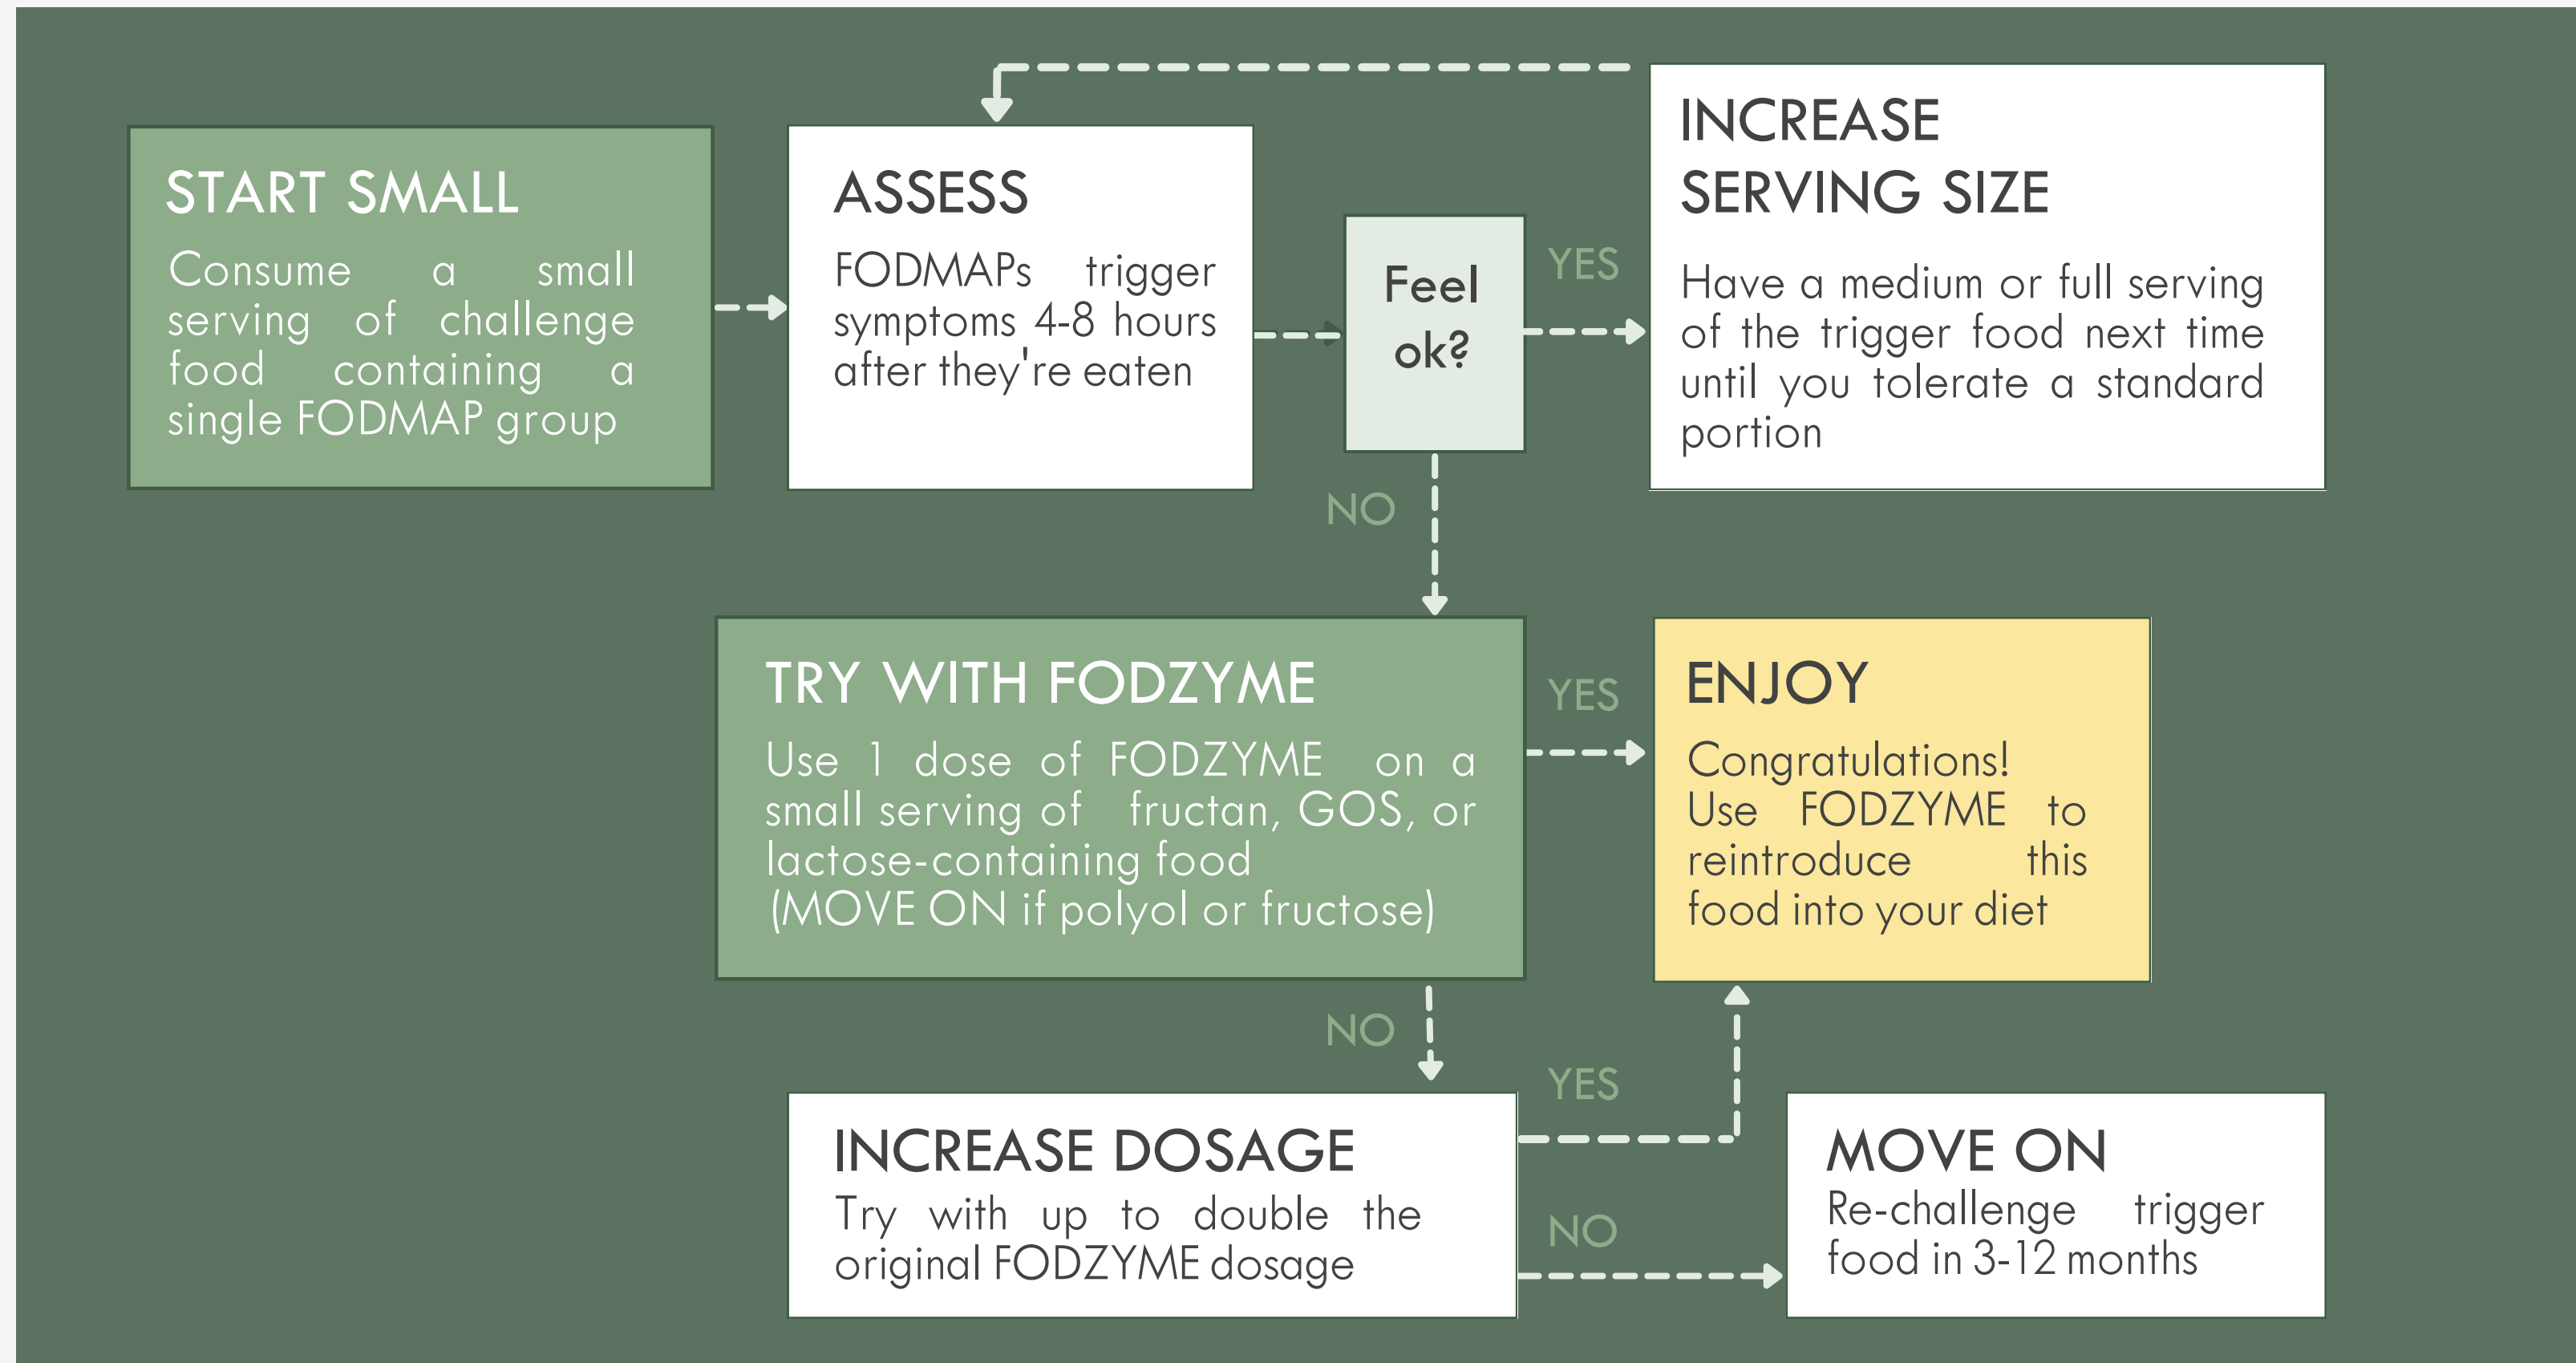 START SMALL
Consume a small
serving of challenge
food containing a
single FODMAP group
ASSESS
FODMAPs trigger
symptoms 4-8 hours
after they're eaten
Feel
ok?
YES
INCREASE
SERVING SIZE
Have a medium or full serving
of the trigger food next time
until you tolerate a standard
portion
NO
TRY WITH FODZYME
Use 1 dose of FODZYME on a
small serving of fructan, GOS, or
lactose-containing food
(MOVE ON if polyol or fructose)
YES
ENJOY
Congratulations!
Use FODZYME to
reintroduce this
food into your diet
NO
INCREASE DOSAGE
Try with up to double the
original FODZYME dosage
YES
NO
MOVE ON
Re-challenge trigger
food in 3-12 months